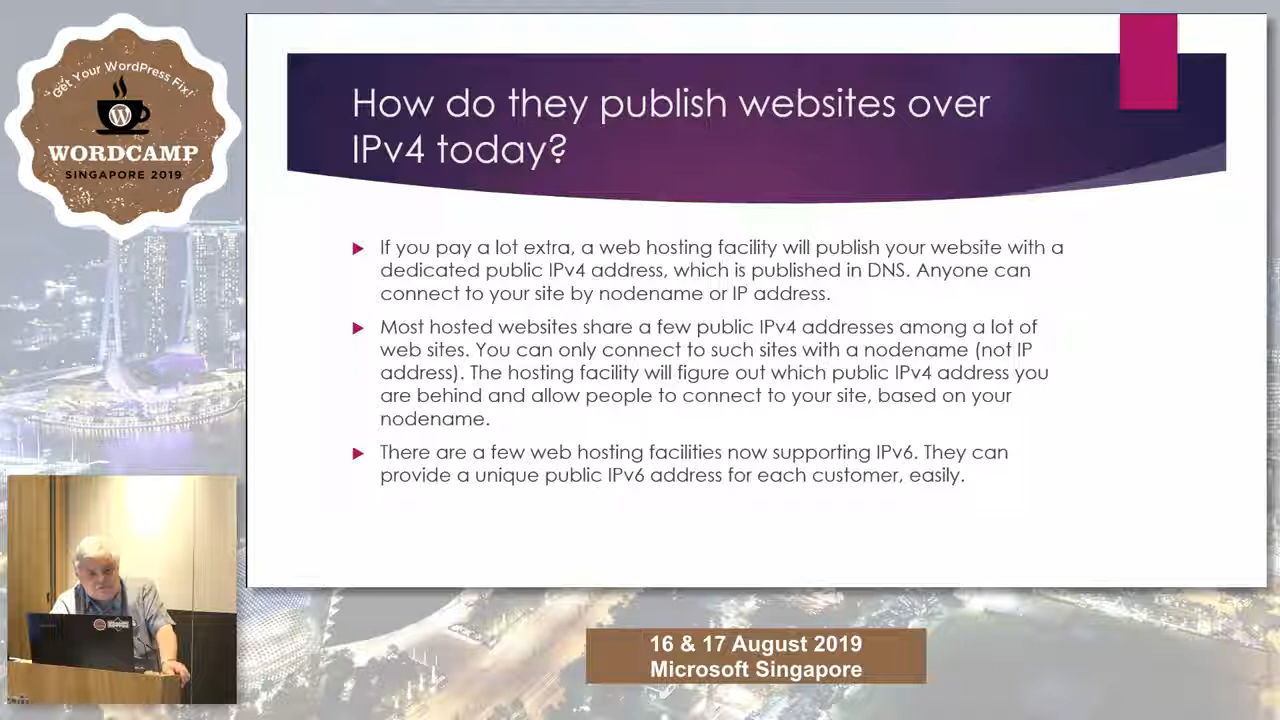 Get Your WordPress Fix!
WORDCAMP
SINGAPORE 2019
How do they publish websites over
IPv4 today?
If you pay a lot extra, a web hosting facility will publish your website with a
dedicated public IPv4 address, which is published in DNS. Anyone can
connect to your site by nodename or IP address.
Most hosted websites share a few public IPv4 addresses among a lot of
web sites. You can only connect to such sites with a nodename (not IP
address). The hosting facility will figure out which public IPv4 address you
are behind and allow people to connect to your site, based on your
nodename.
There are a few web hosting facilities now supporting IPv6. They can
provide a unique public IPv6 address for each customer, easily.
16 & 17 August 2019
Microsoft Singapore